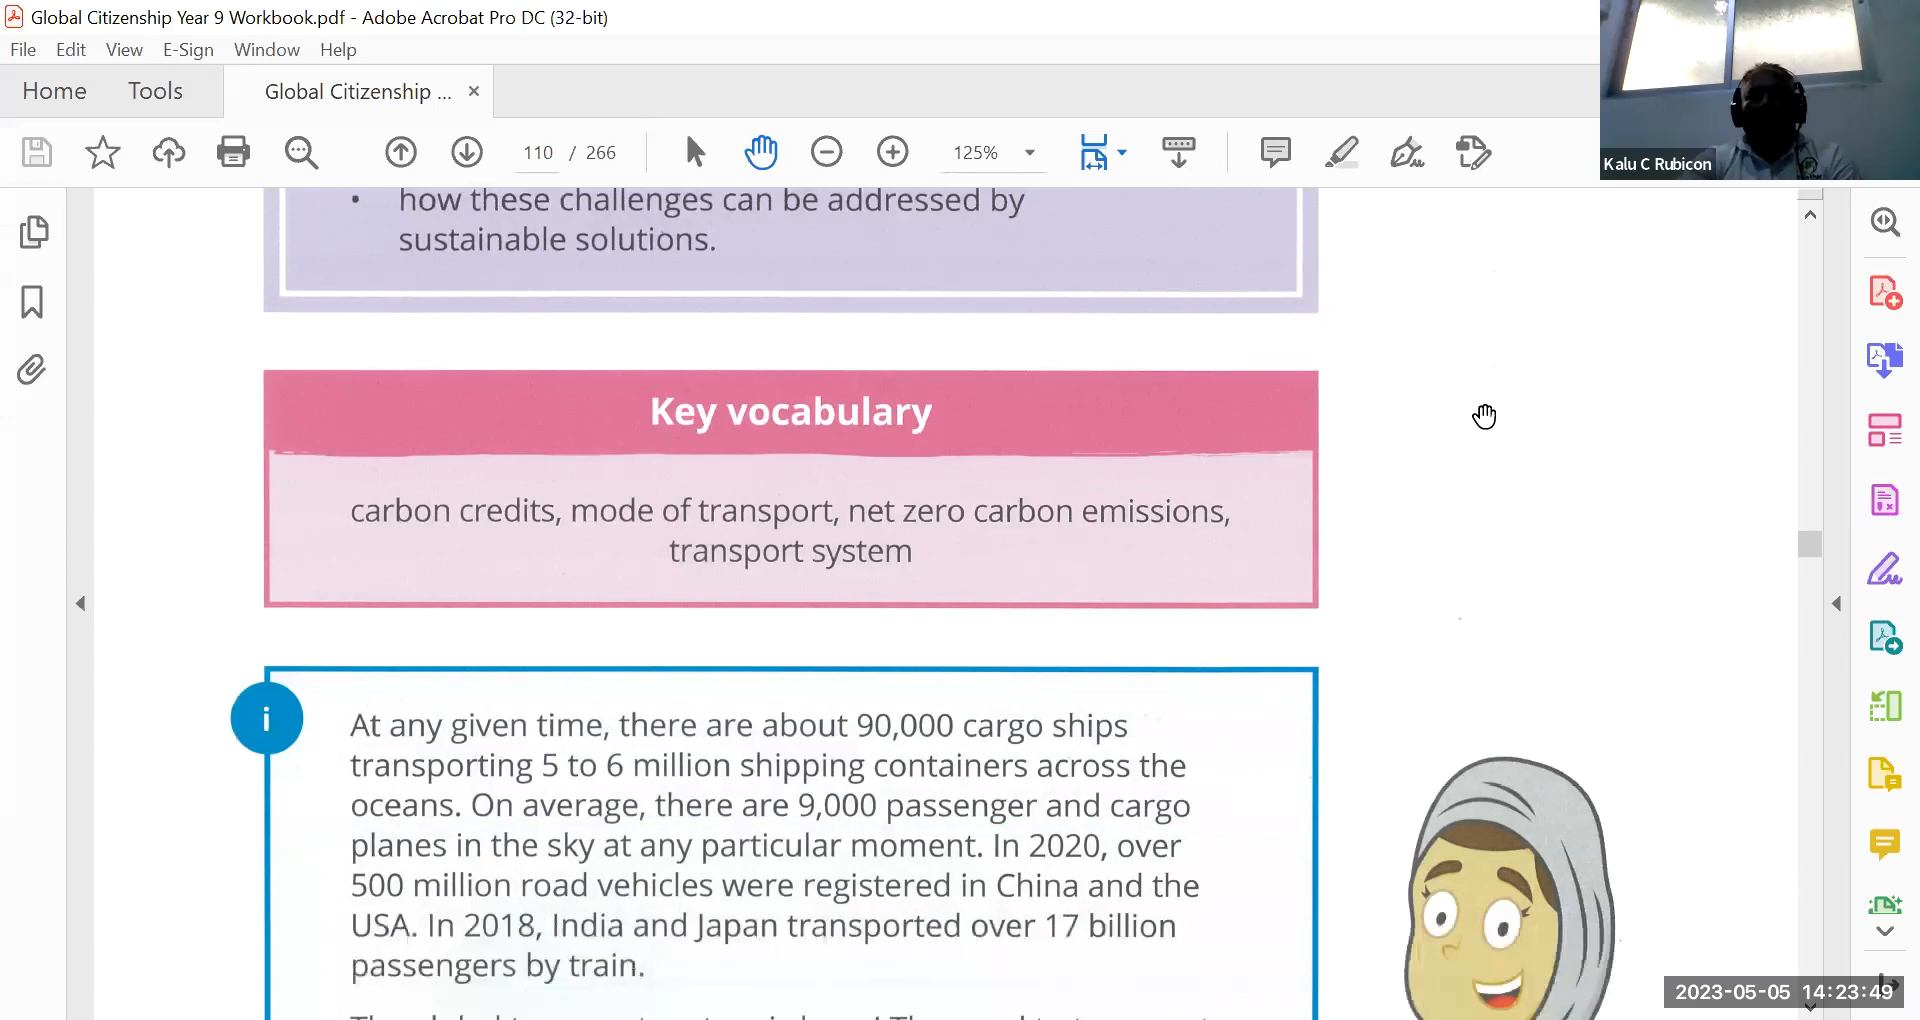 Global Citizenship Year 9 Workbook.pdf - Adobe Acrobat Pro DC (32-bit)
File Edit View E-Sign Window Help
Home Tools Global Citizenship ... ×
110 / 266 125%
Kalu C Rubicon
• how these challenges can be addressed by
sustainable solutions.
Key vocabulary
carbon credits, mode of transport, net zero carbon emissions,
transport system
i
At any given time, there are about 90,000 cargo ships
transporting 5 to 6 million shipping containers across the
oceans. On average, there are 9,000 passenger and cargo
planes in the sky at any particular moment. In 2020, over
500 million road vehicles were registered in China and the
USA. In 2018, India and Japan transported over 17 billion
passengers by train.
2023-05-05 14:23:49